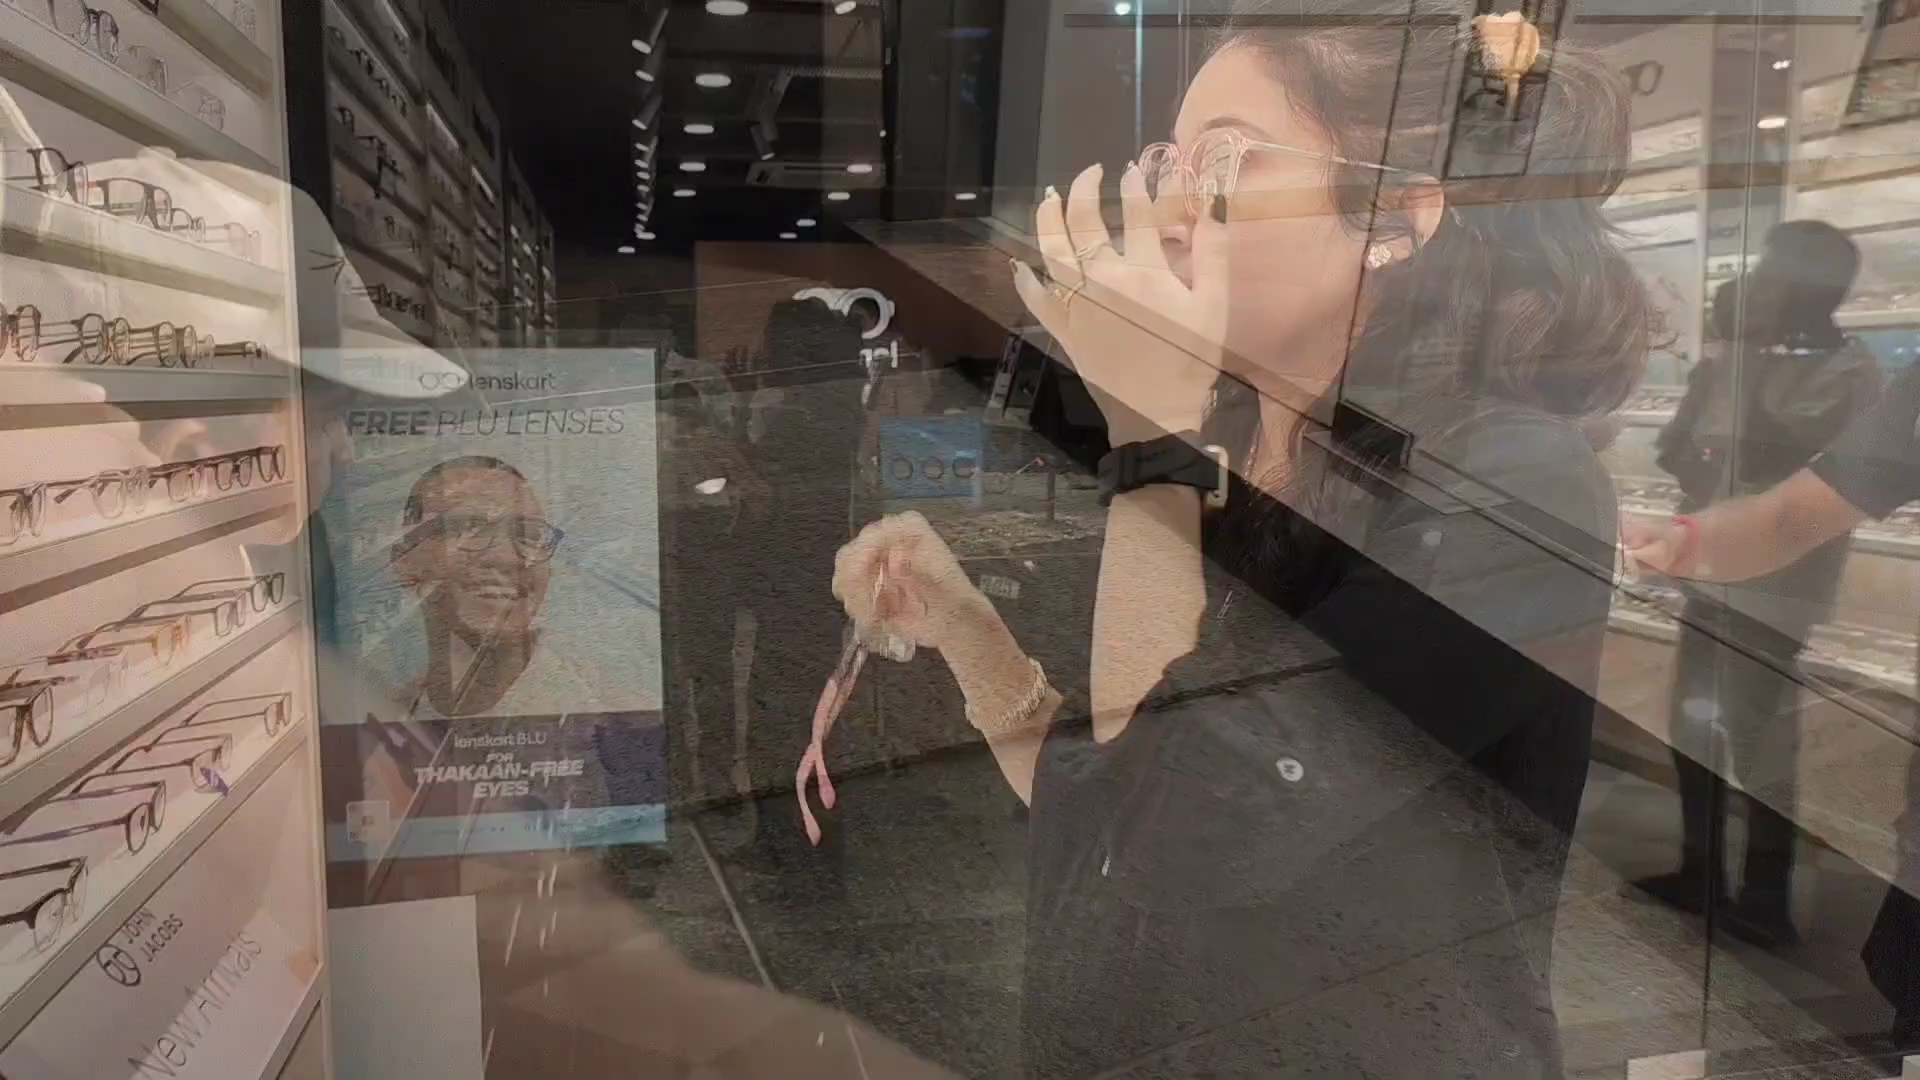 lenskart
FREE BLU LENSES
lenskart BLU
FOR
THAKAAN-FREE
EYES
JOHN
JACOBS
New Arrivals